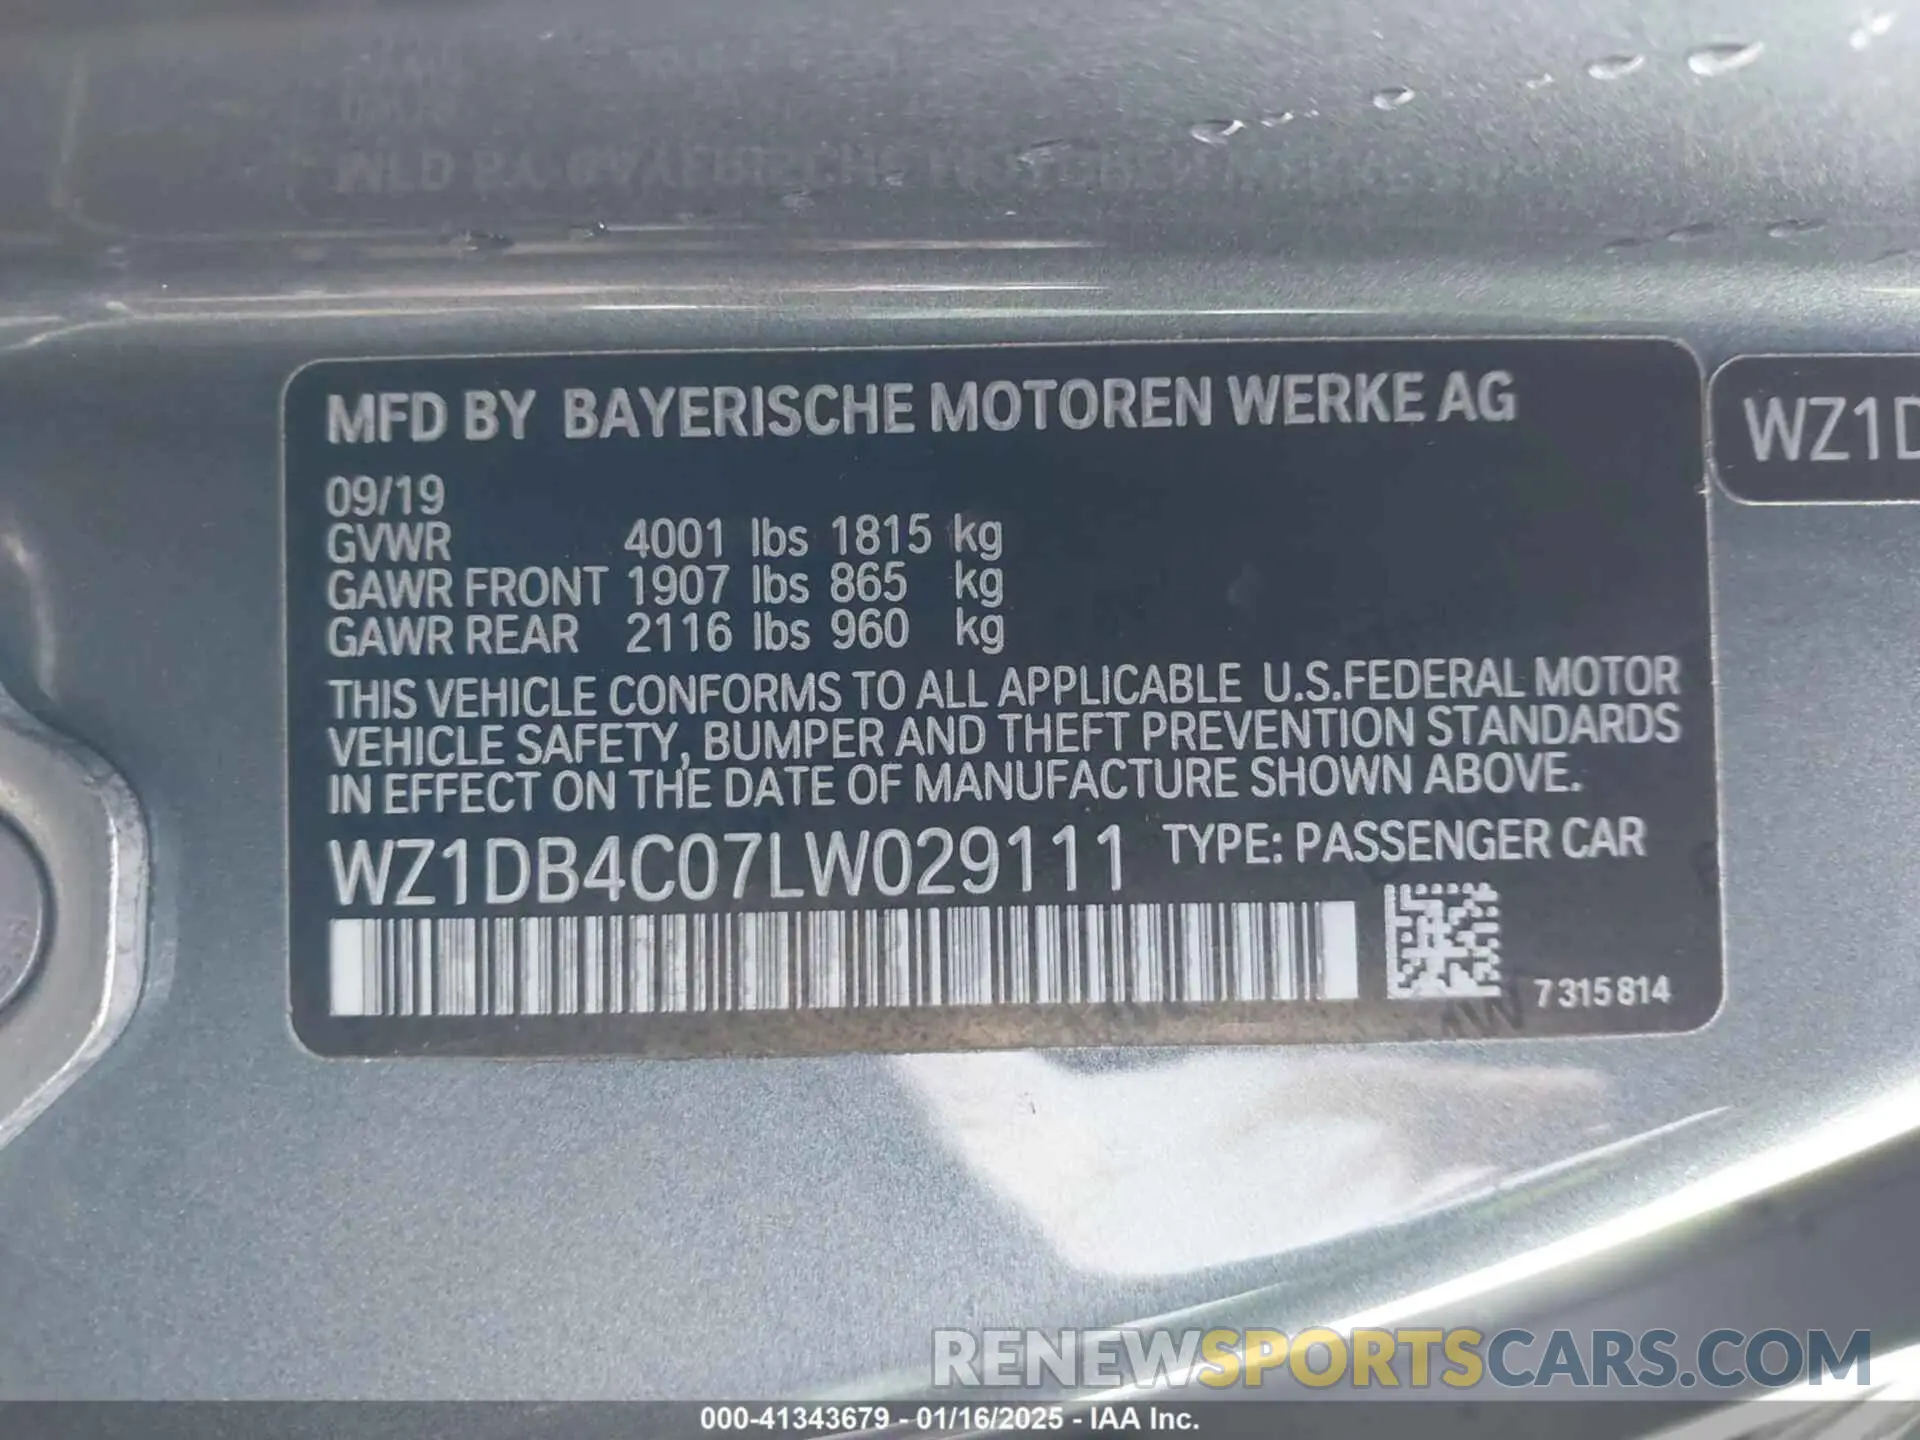 MFD BY BAYERISCHE MOTOREN WERKE AG
09/19
GVWR 4001 lbs 1815 kg
GAWR FRONT 1907 lbs 865 kg
GAWR REAR 2116 lbs 960 kg
THIS VEHICLE CONFORMS TO ALL APPLICABLE U.S.FEDERAL MOTOR
VEHICLE SAFETY, BUMPER AND THEFT PREVENTION STANDARDS
IN EFFECT ON THE DATE OF MANUFACTURE SHOWN ABOVE.
WZ1DB4C07LW029111 TYPE: PASSENGER CAR
7 315 814
WZ1D
RENEWSPORTSCARS.COM
000-41343679 - 01/16/2025 - IAA Inc.